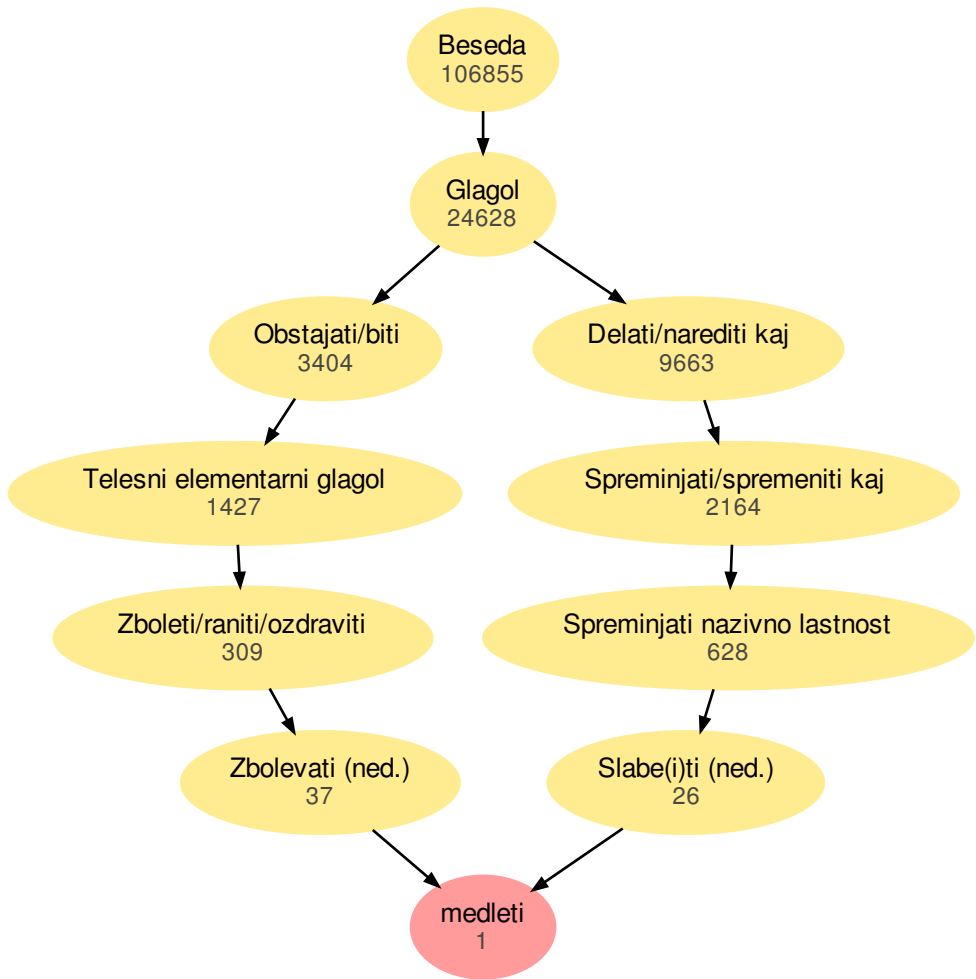 Beseda
106855
Glagol
24628
Obstajati/biti
3404
Delati/narediti kaj
9663
Telesni elementarni glagol
1427
Spreminjati/spremeniti kaj
2164
Zboleti/raniti/ozdraviti
309
Spreminjati nazivno lastnost
628
Zbolevati (ned.)
37
Slabe(i)ti (ned.)
26
medleti
1